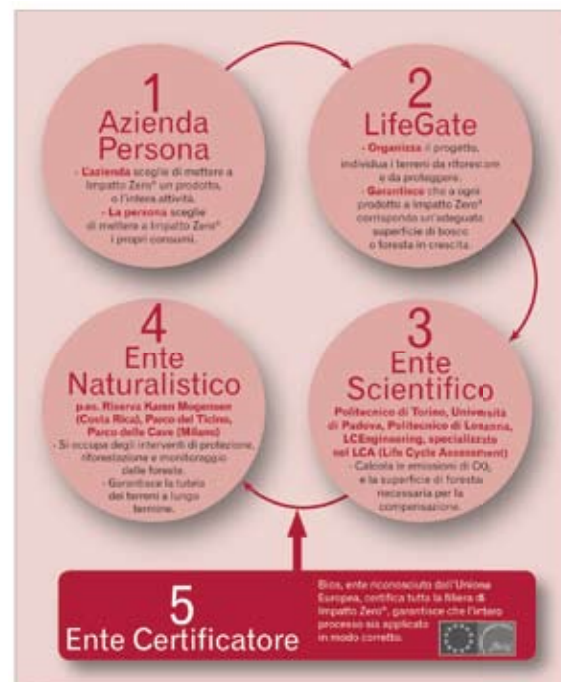 1
Azienda
Persona
- L'azienda sceglie di mettere a
Impatto Zero® un prodotto,
o l'intera attività.
- La persona sceglie
di mettere a Impatto Zero®
i propri consumi.
2
LifeGate
- Organizza il progetto,
individua i terreni da riforestare
e da proteggere.
- Garantisce che a ogni
prodotto a Impatto Zero®
corrisponda un'adeguata
superficie di bosco
o foresta in crescita.
3
Ente
Scientifico
Politecnico di Torino, Università
di Padova, Politecnico di Losanna,
LCEngineering, specializzato
nel LCA (Life Cycle Assessment)
- Calcola le emissioni di CO₂
e la superficie di foresta
necessaria per la
compensazione.
4
Ente
Naturalistico
p.es. Riserva Karen Mogensen
(Costa Rica), Parco del Ticino,
Parco delle Cave (Milano)
- Si occupa degli interventi di protezione,
riforestazione e monitoraggio
delle foreste.
- Garantisce la tutela
dei terreni a lungo
termine.
5
Ente Certificatore
Bios, ente riconosciuto dall'Unione
Europea, certifica tutta la filiera di
Impatto Zero®, garantisce che l'intero
processo sia applicato
in modo corretto.